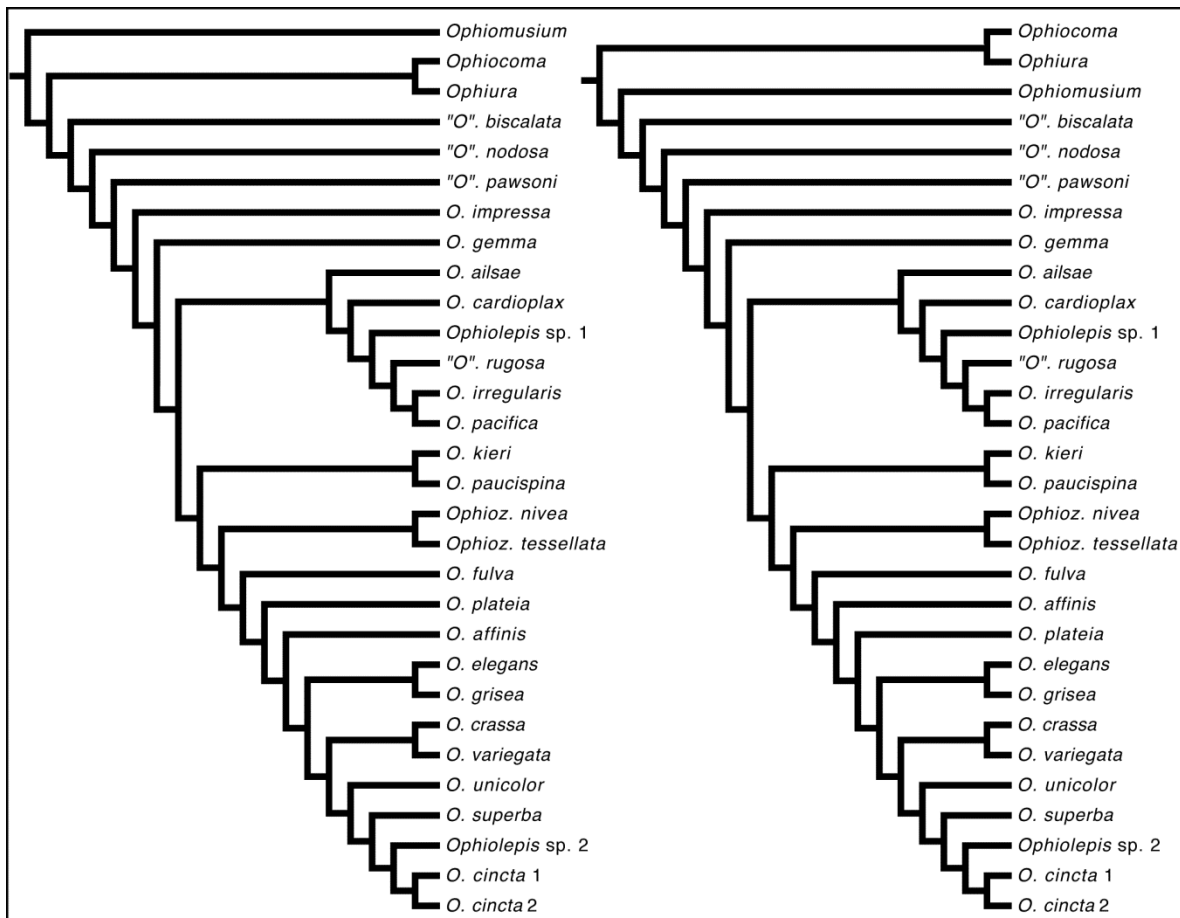 Ophiomusium
Ophiocoma
Ophiura
"O". biscalata
"O". nodosa
"O". pawsoni
O. impressa
O. gemma
O. ailsae
O. cardioplax
Ophiolepis sp. 1
"O". rugosa
O. irregularis
O. pacifica
O. kieri
O. paucispina
Ophioz. nivea
Ophioz. tessellata
O. fulva
O. plateia
O. affinis
O. elegans
O. grisea
O. crassa
O. variegata
O. unicolor
O. superba
Ophiolepis sp. 2
O. cincta 1
O. cincta 2
Ophiocoma
Ophiura
Ophiomusium
"O". biscalata
"O". nodosa
"O". pawsoni
O. impressa
O. gemma
O. ailsae
O. cardioplax
Ophiolepis sp. 1
"O". rugosa
O. irregularis
O. pacifica
O. kieri
O. paucispina
Ophioz. nivea
Ophioz. tessellata
O. fulva
O. affinis
O. plateia
O. elegans
O. grisea
O. crassa
O. variegata
O. unicolor
O. superba
Ophiolepis sp. 2
O. cincta 1
O. cincta 2